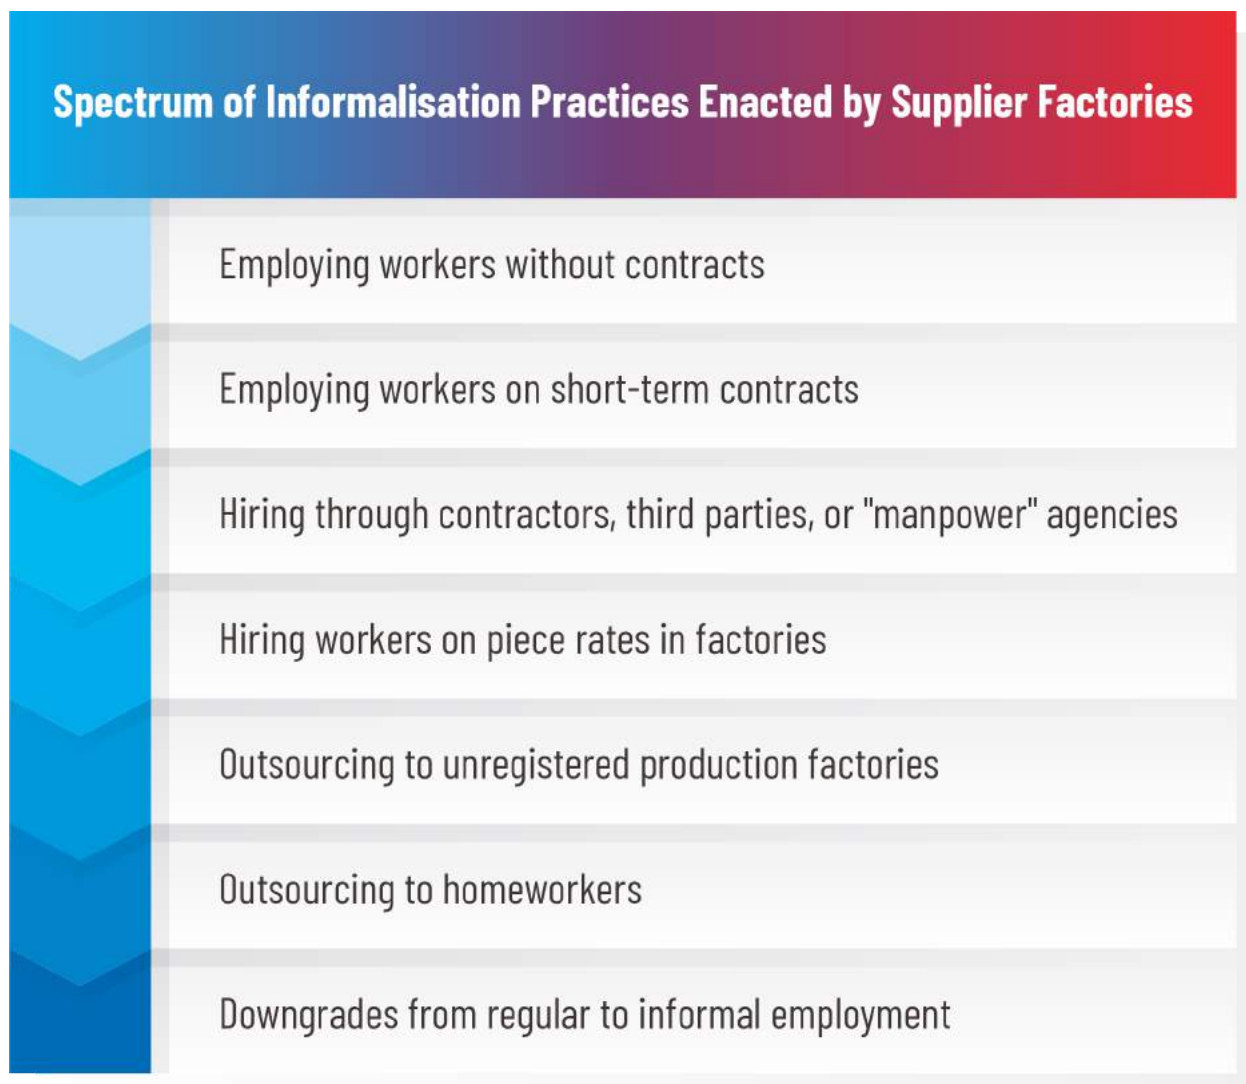 Spectrum of Informalisation Practices Enacted by Supplier Factories
Employing workers without contracts
Employing workers on short-term contracts
Hiring through contractors, third parties, or "manpower" agencies
Hiring workers on piece rates in factories
Outsourcing to unregistered production factories
Outsourcing to homeworkers
Downgrades from regular to informal employment